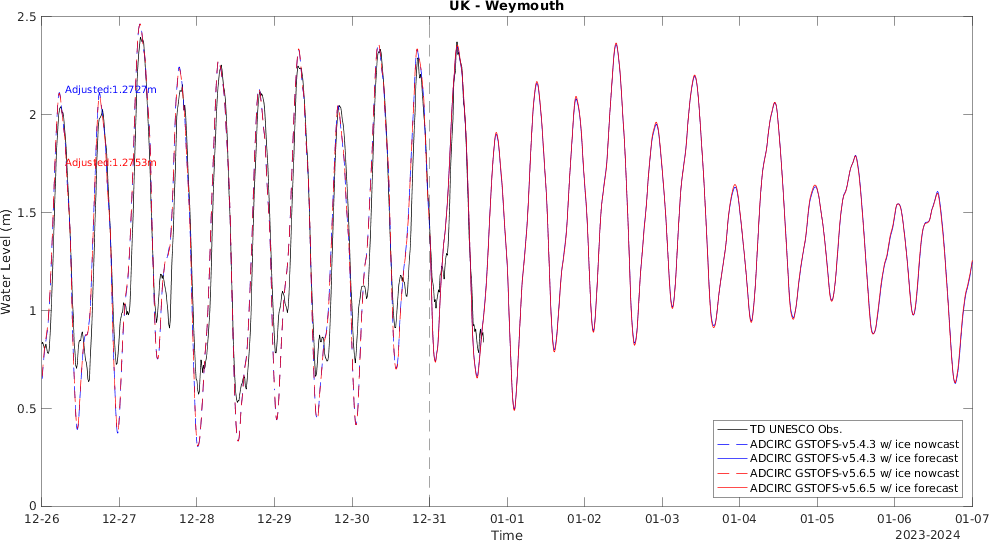 UK - Weymouth
2.5
2
1.5
1
0.5
0
Water Level (m)
Adjusted:1.2727m
Adjusted:1.2753m
TD UNESCO Obs.
ADCIRC GSTOFS-v5.4.3 w/ ice nowcast
ADCIRC GSTOFS-v5.4.3 w/ ice forecast
ADCIRC GSTOFS-v5.6.5 w/ ice nowcast
ADCIRC GSTOFS-v5.6.5 w/ ice forecast
12-26 12-27 12-28 12-29 12-30 12-31 01-01 01-02 01-03 01-04 01-05 01-06 01-07
Time
2023-2024